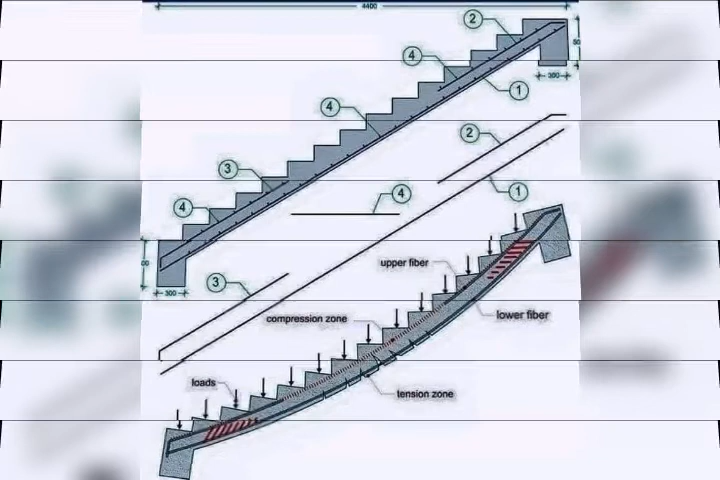 4400
2
4
1
300
4
2
3
4
1
4
300
3
upper fiber
lower fiber
compression zone
loads
tension zone